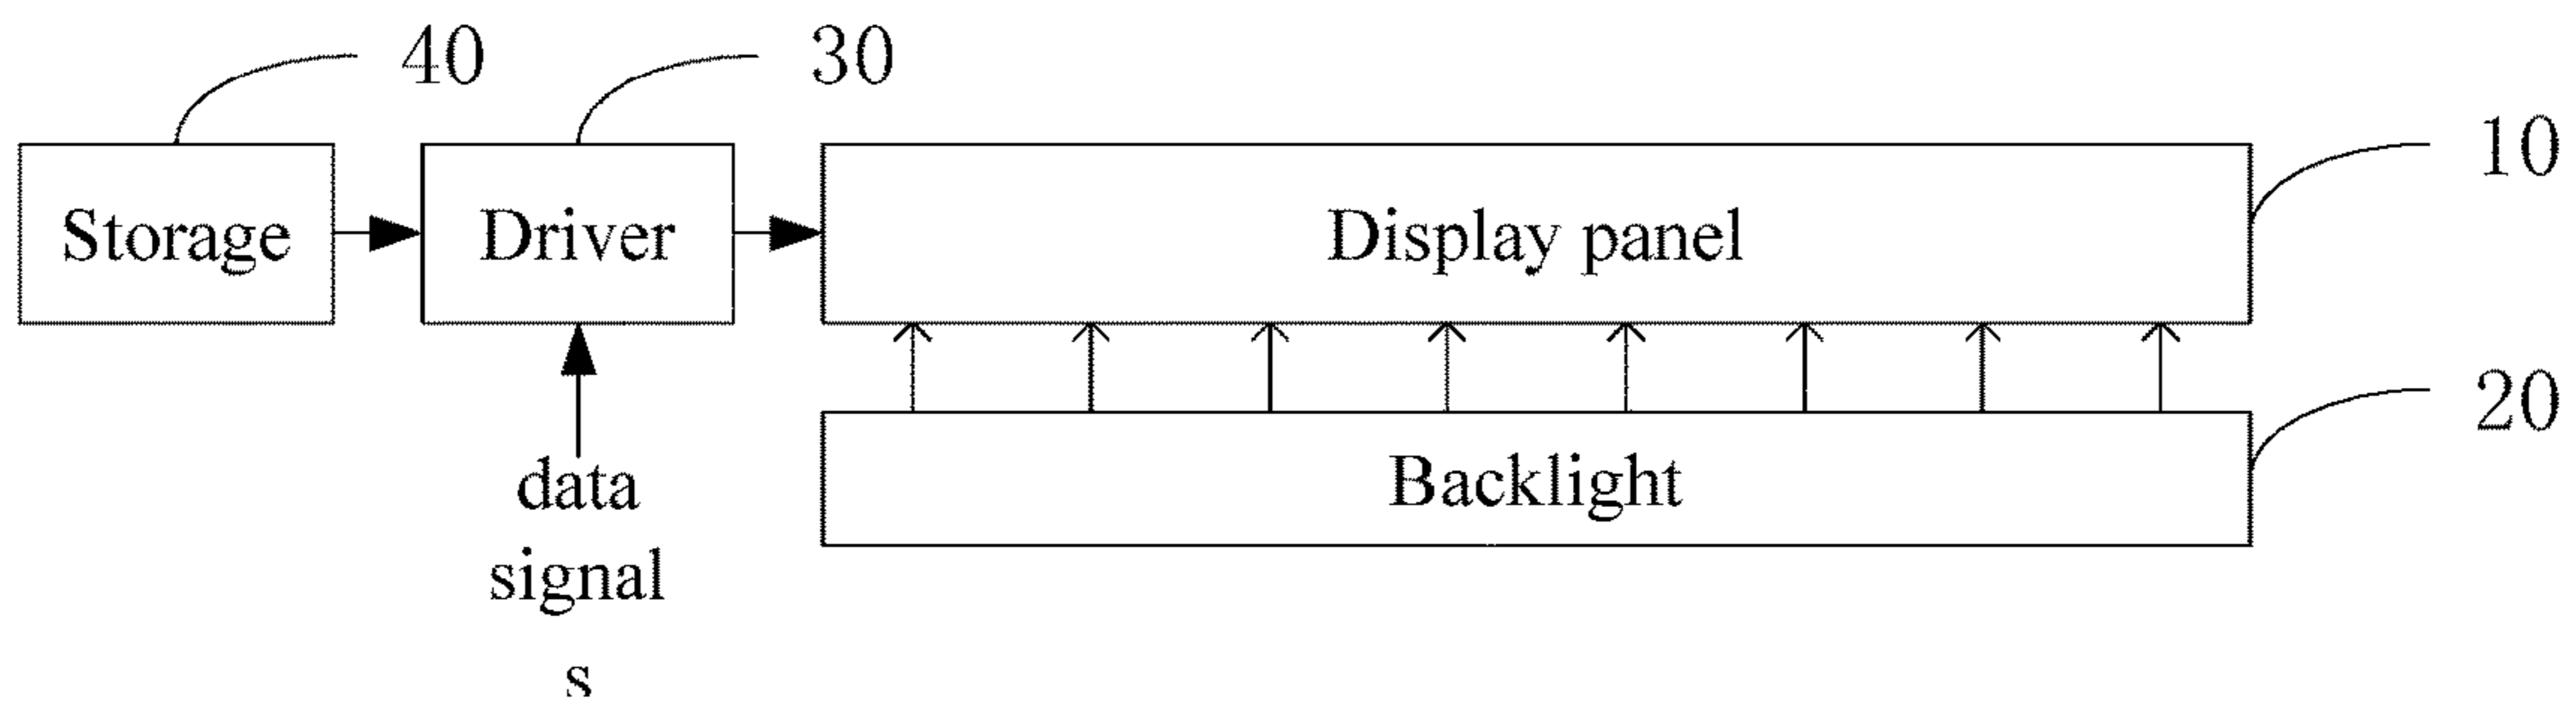 40
30
10
Storage
Driver
Display panel
20
data
signal
s
Backlight